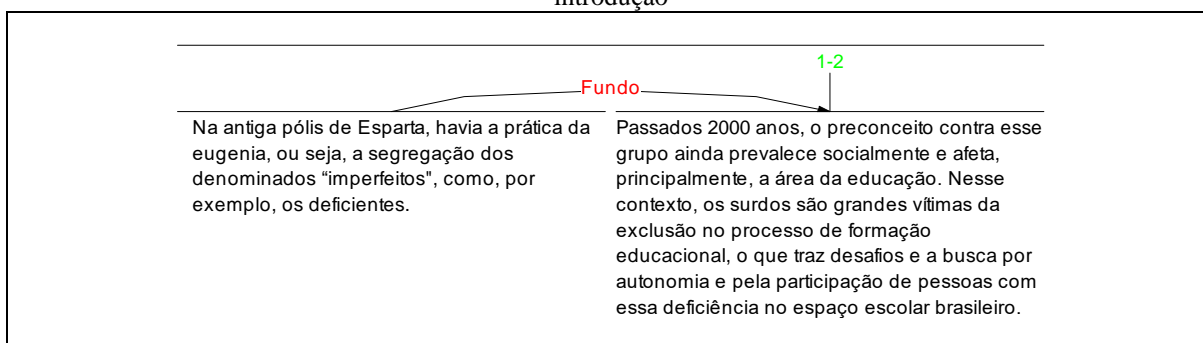 introdução
1-2
Fundo
Na antiga pólis de Esparta, havia a prática da
eugenia, ou seja, a segregação dos
denominados “imperfeitos", como, por
exemplo, os deficientes.
Passados 2000 anos, o preconceito contra esse
grupo ainda prevalece socialmente e afeta,
principalmente, a área da educação. Nesse
contexto, os surdos são grandes vítimas da
exclusão no processo de formação
educacional, o que traz desafios e a busca por
autonomia e pela participação de pessoas com
essa deficiência no espaço escolar brasileiro.